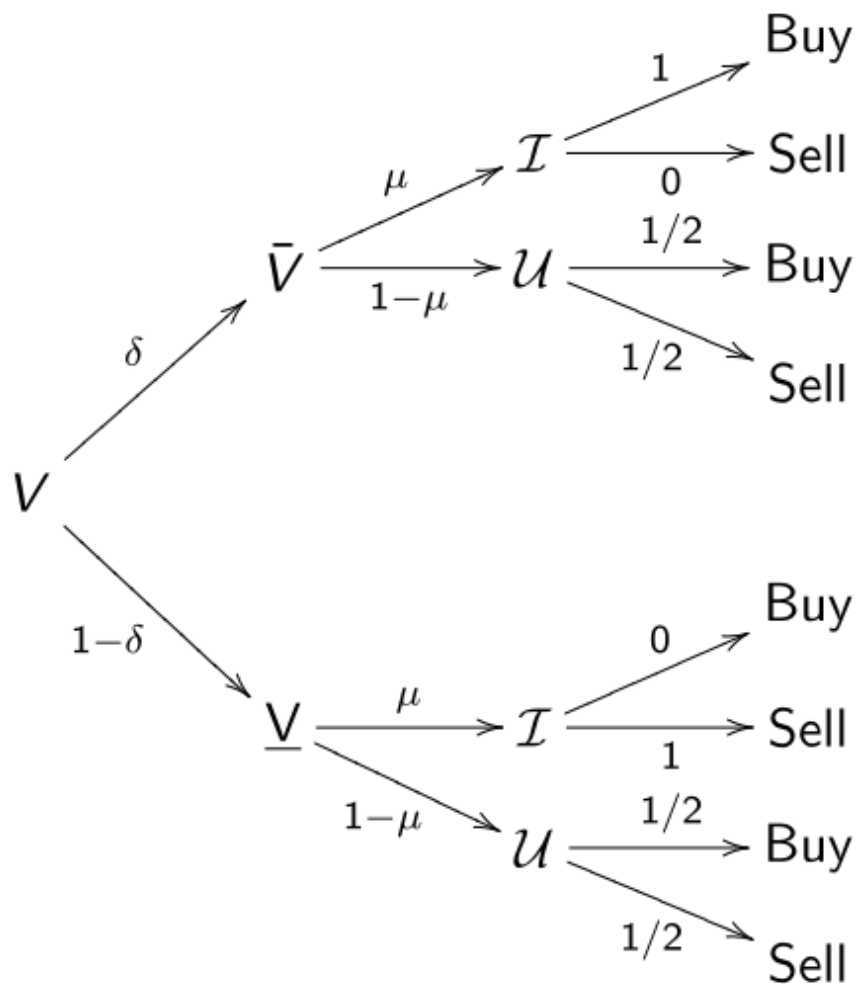 Buy
1
I
Sell
μ
0
1/2
V̄
U
Buy
1−μ
δ
1/2
Sell
V
Buy
0
1−δ
μ
V̲
I
Sell
1
1/2
1−μ
U
Buy
1/2
Sell